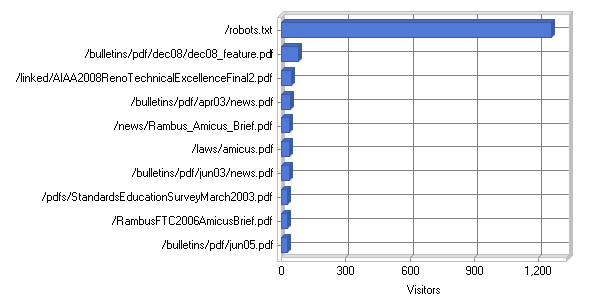 /robots.txt
/bulletins/pdf/dec08/dec08_feature.pdf
/linked/AIAA2008RenoTechnicalExcellenceFinal2.pdf
/bulletins/pdf/apr03/news.pdf
/news/Rambus_Amicus_Brief.pdf
/laws/amicus.pdf
/bulletins/pdf/jun03/news.pdf
/pdfs/StandardsEducationSurveyMarch2003.pdf
/RambusFTC2006AmicusBrief.pdf
/bulletins/pdf/jun05.pdf
0 300 600 900 1,200
Visitors